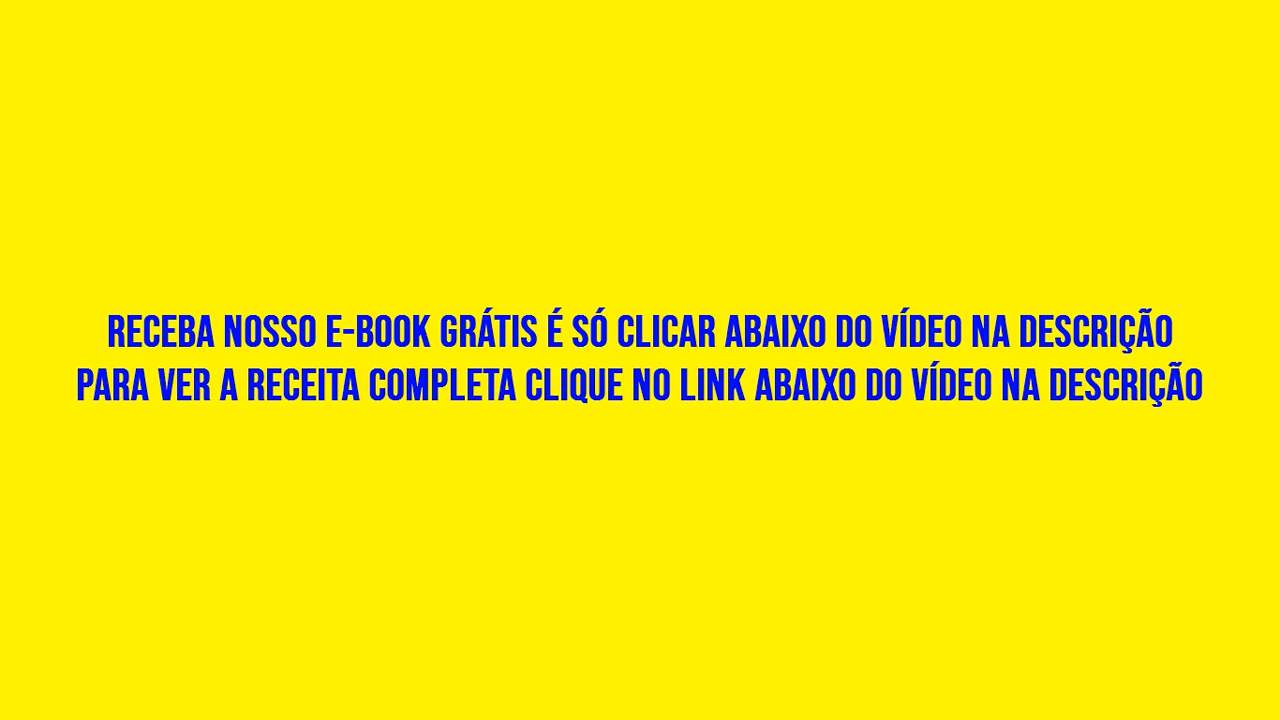 RECEBA NOSSO E-BOOK GRÁTIS É SÓ CLICAR ABAIXO DO VÍDEO NA DESCRIÇÃO
PARA VER A RECEITA COMPLETA CLIQUE NO LINK ABAIXO DO VÍDEO NA DESCRIÇÃO